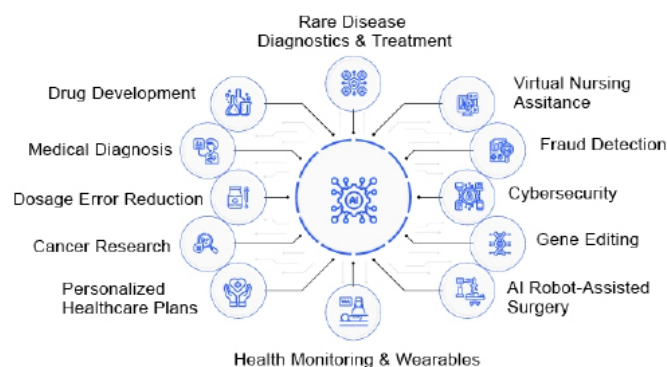 Rare Disease
Diagnostics & Treatment
Drug Development
Virtual Nursing
Assitance
Medical Diagnosis
Fraud Detection
Dosage Error Reduction
AI
Cybersecurity
Cancer Research
Gene Editing
Personalized
Healthcare Plans
AI Robot-Assisted
Surgery
Health Monitoring & Wearables